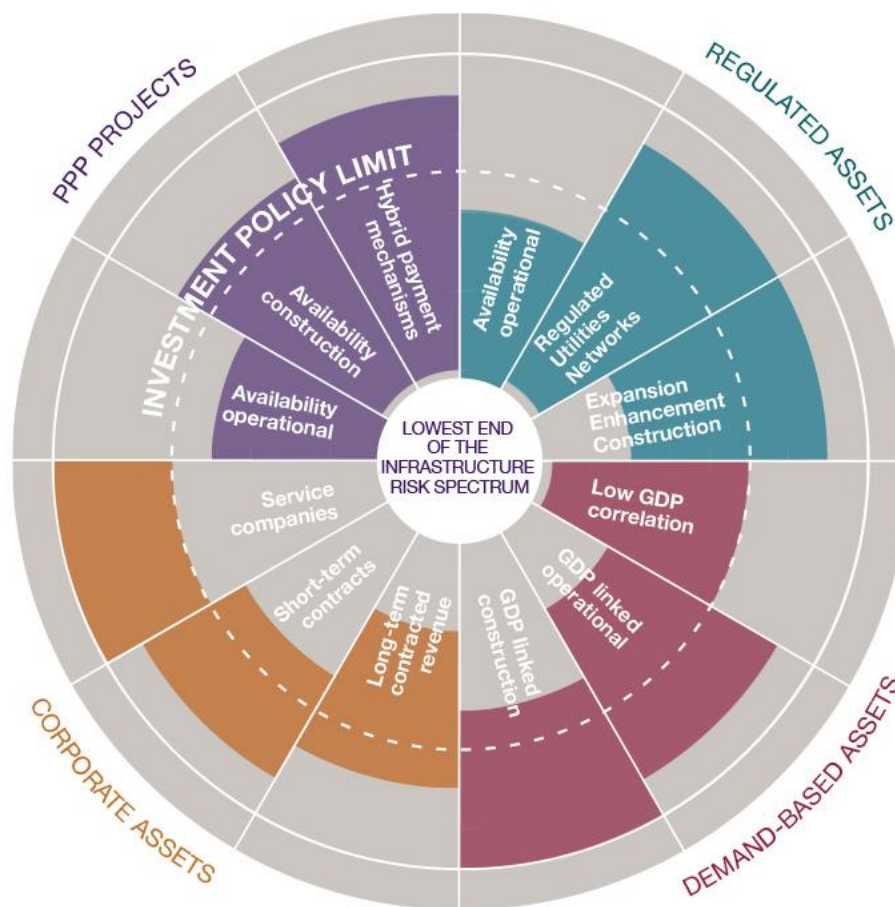 PPP PROJECTS
REGULATED ASSETS
INVESTMENT POLICY LIMIT
Hybrid payment
mechanisms
Availability
construction
Availability
operational
Availability
operational
Regulated
Utilities
Networks
Expansion
Enhancement
Construction
LOWEST END
OF THE
INFRASTRUCTURE
RISK SPECTRUM
Service
companies
Short-term
contracts
Long-term
contracted
revenue
GDP linked
construction
GDP linked
operational
Low GDP
correlation
CORPORATE ASSETS
DEMAND-BASED ASSETS